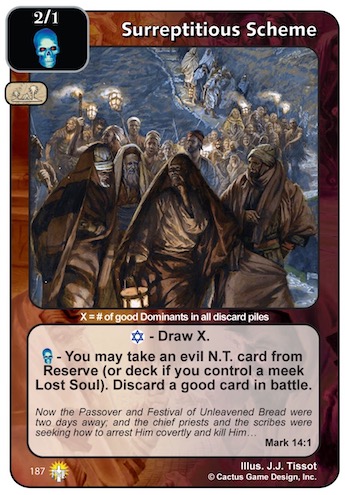 2/1
Surreptitious Scheme
X = # of good Dominants in all discard piles
- Draw X.
- You may take an evil N.T. card from
Reserve (or deck if you control a meek
Lost Soul). Discard a good card in battle.
Now the Passover and Festival of Unleavened Bread were
two days away; and the chief priests and the scribes were
seeking how to arrest Him covertly and kill Him…
Mark 14:1
187
Illus. J.J. Tissot
© Cactus Game Design, Inc.